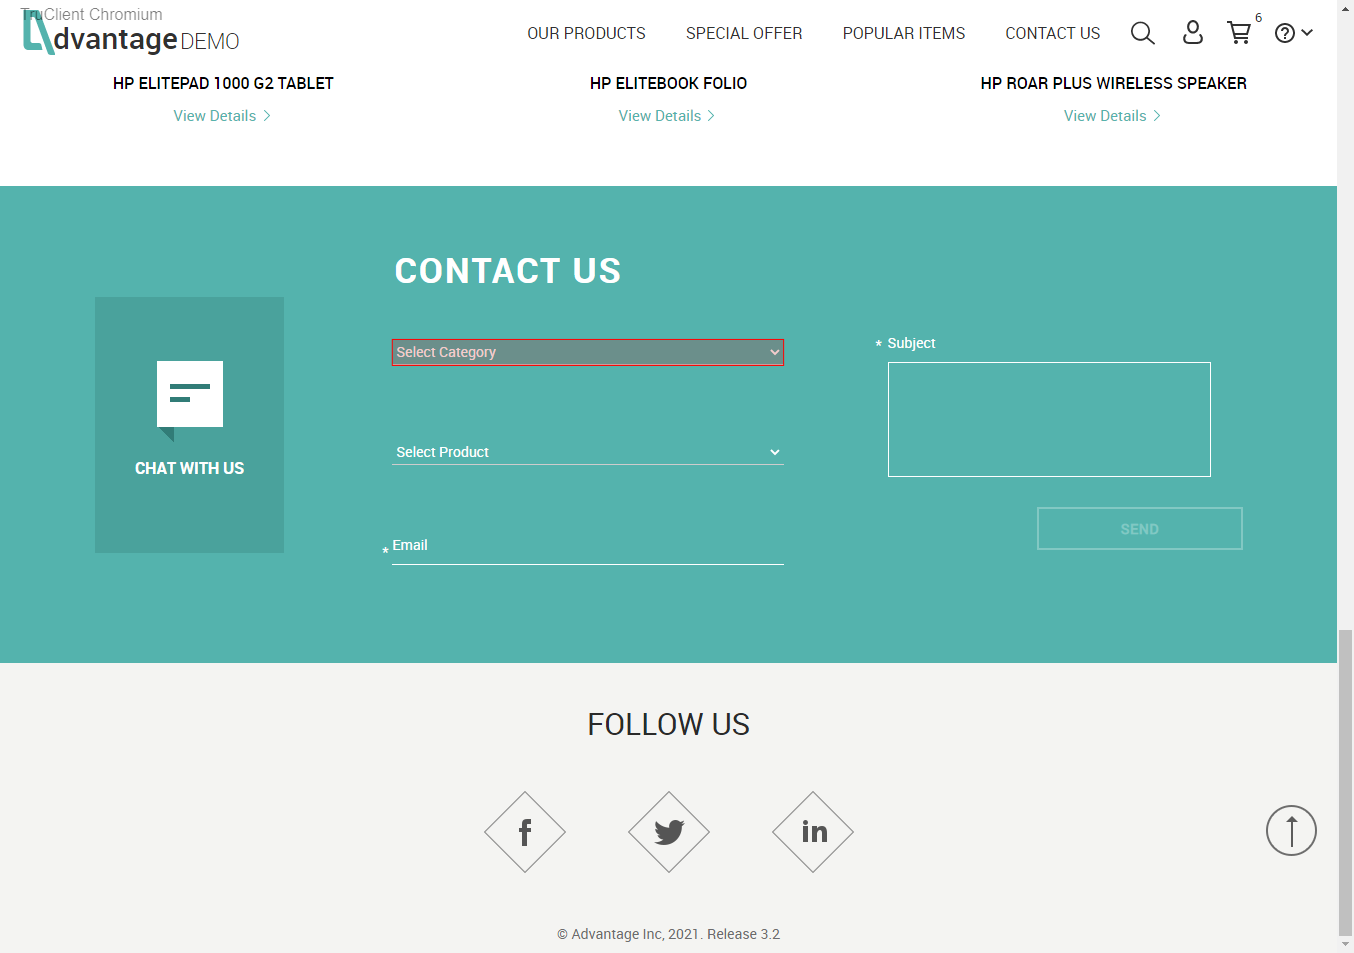 TruClient Chromium
dvantage DEMO
OUR PRODUCTS SPECIAL OFFER POPULAR ITEMS CONTACT US 6
HP ELITEPAD 1000 G2 TABLET HP ELITEBOOK FOLIO HP ROAR PLUS WIRELESS SPEAKER
View Details View Details View Details
CONTACT US
CHAT WITH US
Select Category
Select Product
* Email
* Subject
SEND
FOLLOW US
f
in
© Advantage Inc, 2021. Release 3.2